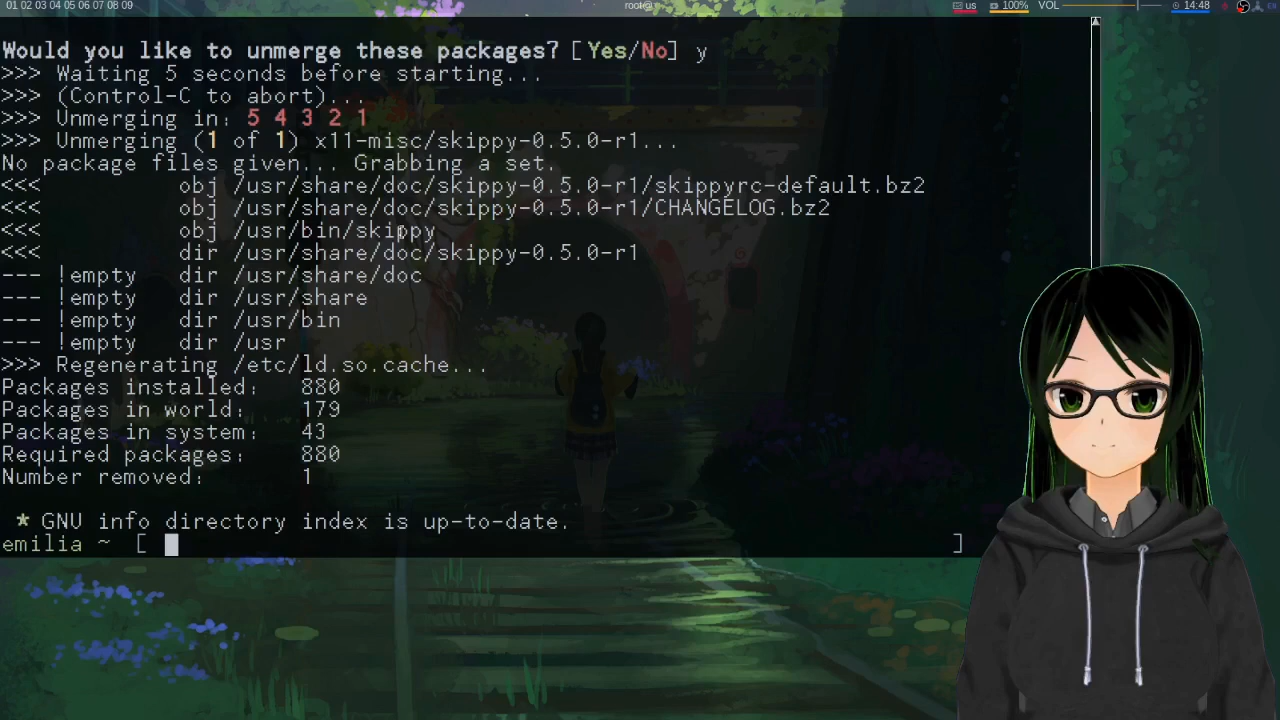 01 02 03 04 05 06 07 08 09 root@ us 100% VOL 14:48
Would you like to unmerge these packages? [Yes/No] y
>>> Waiting 5 seconds before starting...
>>> (Control-C to abort)...
>>> Unmerging in: 5 4 3 2 1
>>> Unmerging (1 of 1) x11-misc/skippy-0.5.0-r1...
No package files given... Grabbing a set.
<<<          obj /usr/share/doc/skippy-0.5.0-r1/skippyrc-default.bz2
<<<          obj /usr/share/doc/skippy-0.5.0-r1/CHANGELOG.bz2
<<<          obj /usr/bin/skippy
<<<          dir /usr/share/doc/skippy-0.5.0-r1
--- !empty   dir /usr/share/doc
--- !empty   dir /usr/share
--- !empty   dir /usr/bin
--- !empty   dir /usr
>>> Regenerating /etc/ld.so.cache...
Packages installed:   880
Packages in world:    179
Packages in system:   43
Required packages:    880
Number removed:       1
* GNU info directory index is up-to-date.
emilia ~ [ ]